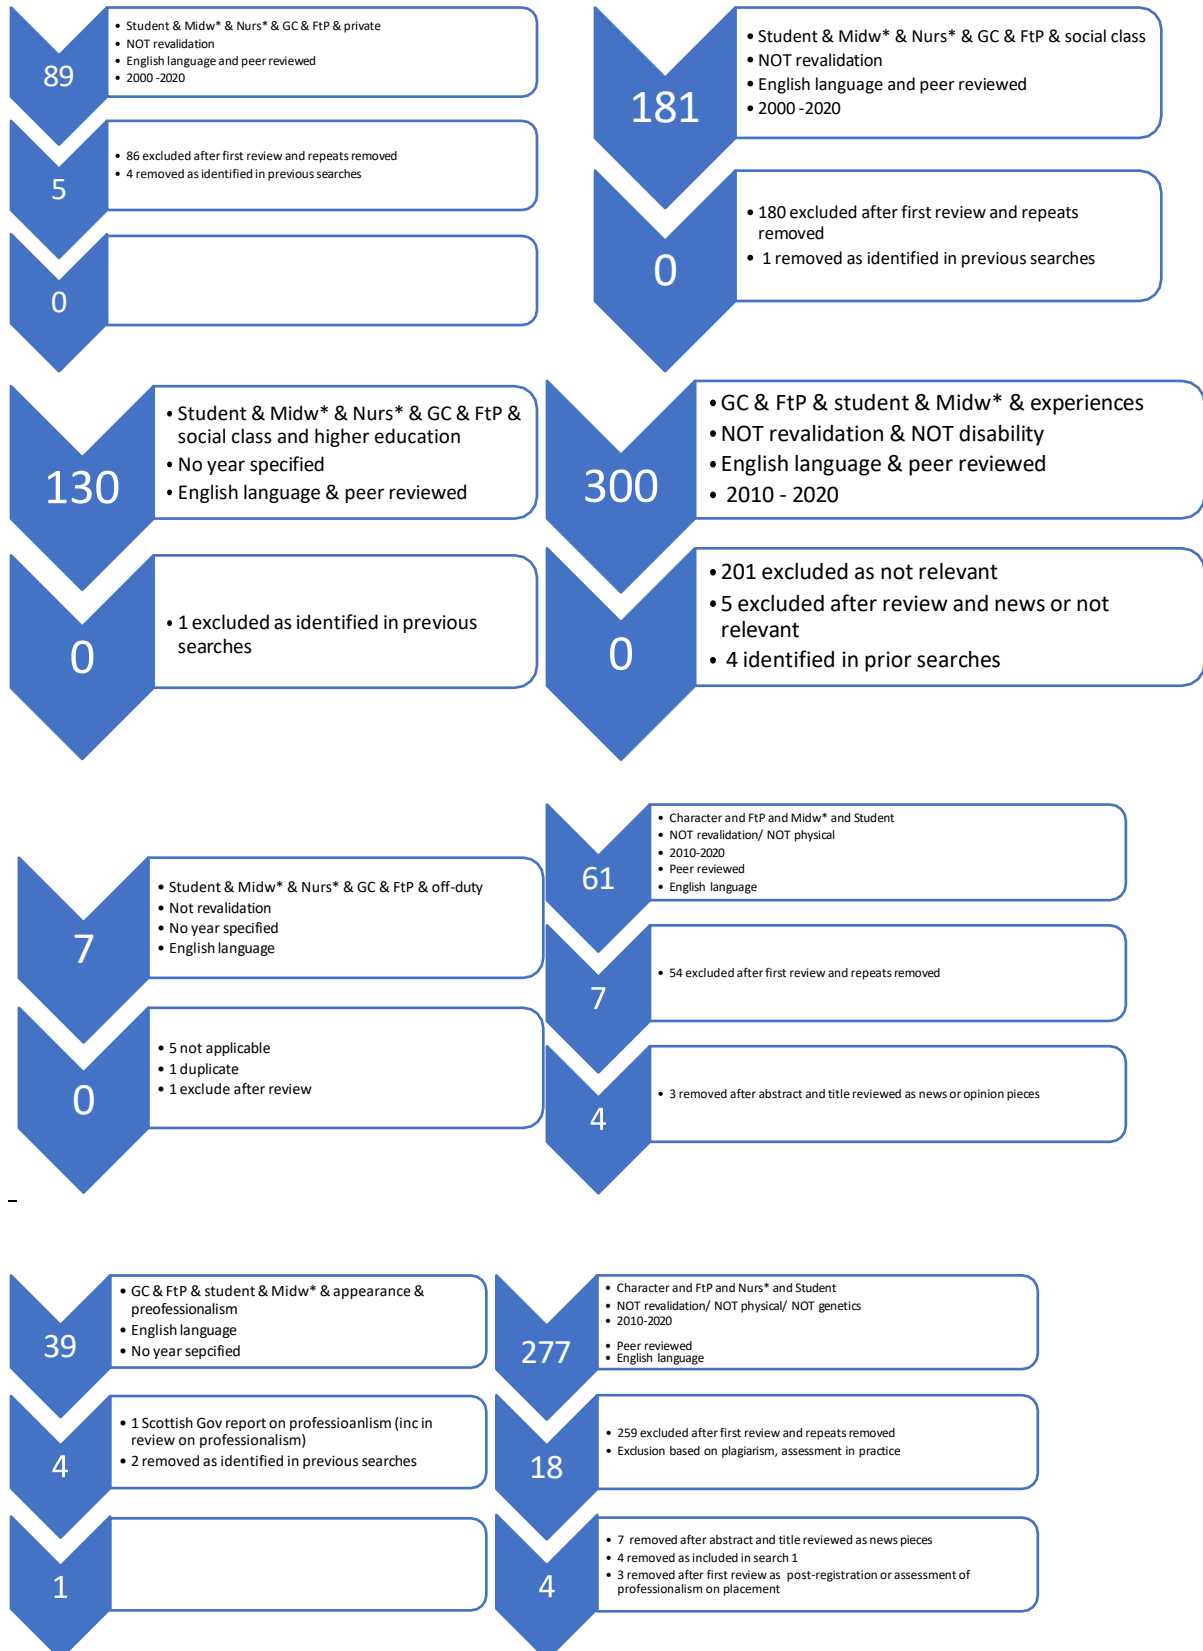 89
• Student & Midw* & Nurs* & GC & FtP & private
• NOT revalidation
• English language and peer reviewed
• 2000 -2020
5
• 86 excluded after first review and repeats removed
• 4 removed as identified in previous searches
0
181
• Student & Midw* & Nurs* & GC & FtP & social class
• NOT revalidation
• English language and peer reviewed
• 2000 -2020
0
• 180 excluded after first review and repeats
removed
• 1 removed as identified in previous searches
130
• Student & Midw* & Nurs* & GC & FtP &
social class and higher education
• No year specified
• English language & peer reviewed
0
• 1 excluded as identified in previous
searches
300
• GC & FtP & student & Midw* & experiences
• NOT revalidation & NOT disability
• English language & peer reviewed
• 2010 - 2020
0
• 201 excluded as not relevant
• 5 excluded after review and news or not
relevant
• 4 identified in prior searches
7
• Student & Midw* & Nurs* & GC & FtP & off-duty
• Not revalidation
• No year specified
• English language
0
• 5 not applicable
• 1 duplicate
• 1 exclude after review
61
• Character and FtP and Midw* and Student
• NOT revalidation/ NOT physical
• 2010-2020
• Peer reviewed
• English language
7
• 54 excluded after first review and repeats removed
4
• 3 removed after abstract and title reviewed as news or opinion pieces
–
39
• GC & FtP & student & Midw* & appearance &
preofessionalism
• English language
• No year sepcified
4
• 1 Scottish Gov report on professioanlism (inc in
review on professionalism)
• 2 removed as identified in previous searches
1
277
• Character and FtP and Nurs* and Student
• NOT revalidation/ NOT physical/ NOT genetics
• 2010-2020
• Peer reviewed
• English language
18
• 259 excluded after first review and repeats removed
• Exclusion based on plagiarism, assessment in practice
4
• 7 removed after abstract and title reviewed as news pieces
• 4 removed as included in search 1
• 3 removed after first review as post-registration or assessment of
professionalism on placement